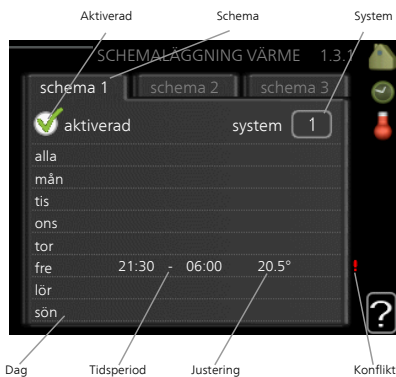 Aktiverad Schema System
SCHEMALÄGGNING VÄRME 1.3.1
schema 1 schema 2 schema 3
aktiverad system 1
alla
mån
tis
ons
tor
fre 21:30 - 06:00 20.5° !
lör
sön
?
Dag Tidsperiod Justering Konflikt